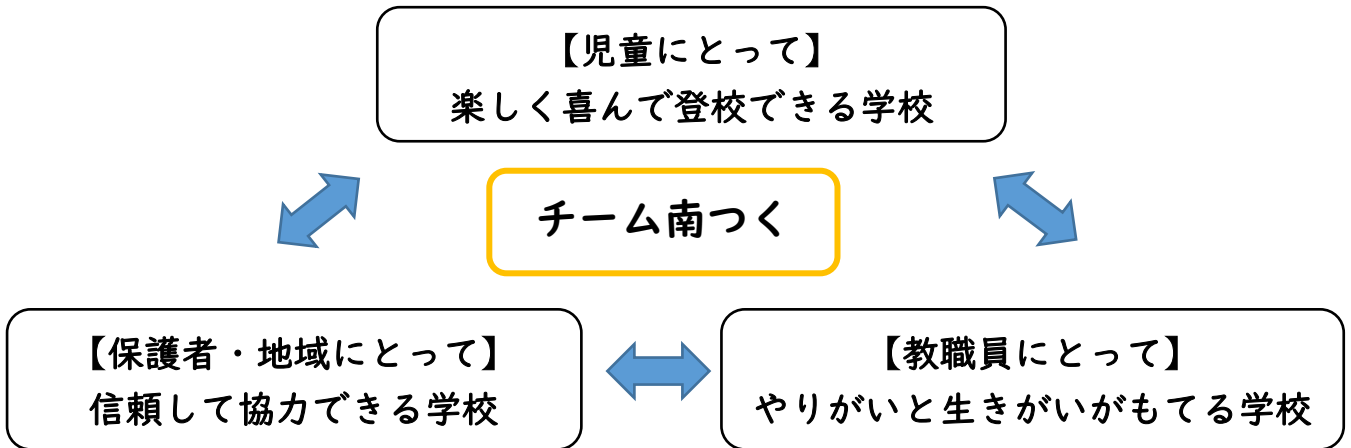 【児童にとって】
楽しく喜んで登校できる学校
チーム南つく
【保護者・地域にとって】
信頼して協力できる学校
【教職員にとって】
やりがいと生きがいがもてる学校